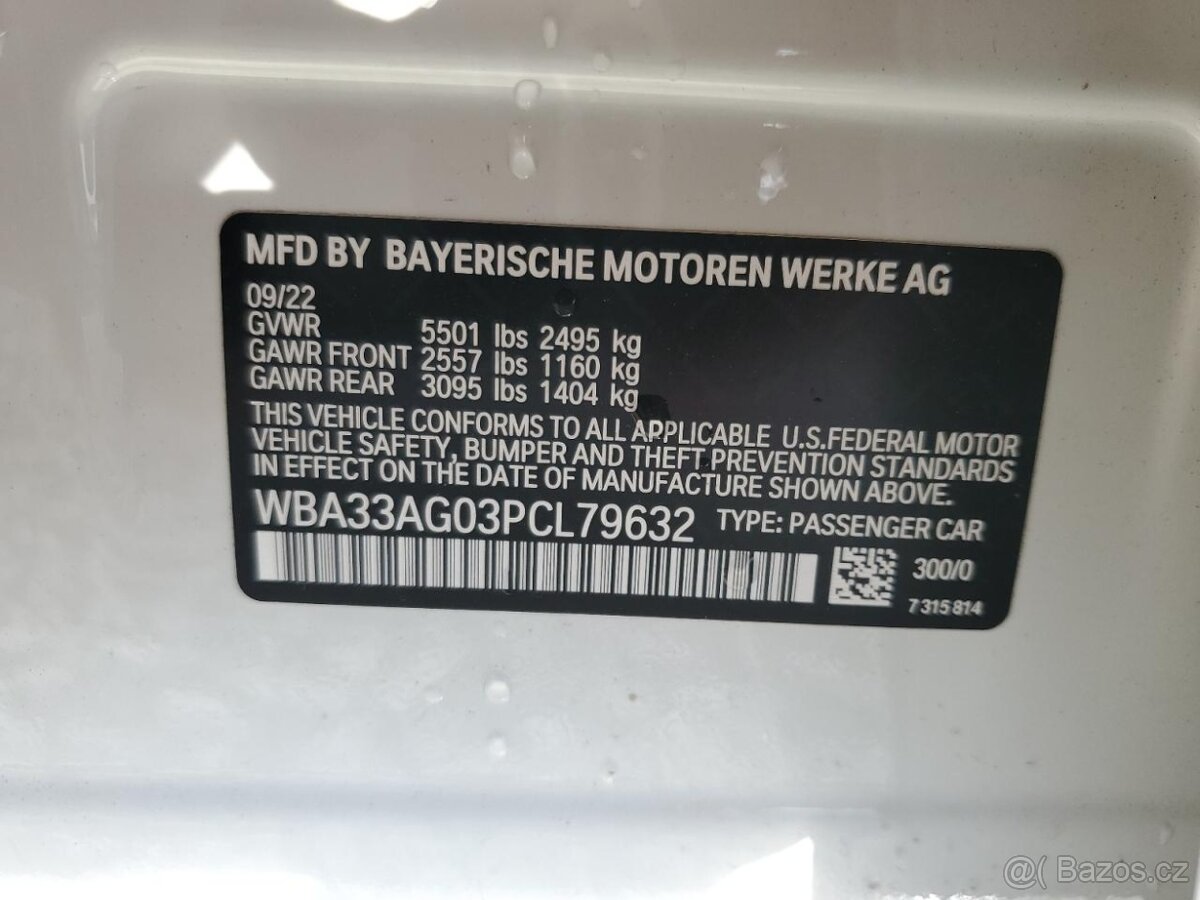 MFD BY BAYERISCHE MOTOREN WERKE AG
09/22
GVWR 5501 lbs 2495 kg
GAWR FRONT 2557 lbs 1160 kg
GAWR REAR 3095 lbs 1404 kg
THIS VEHICLE CONFORMS TO ALL APPLICABLE U.S.FEDERAL MOTOR
VEHICLE SAFETY, BUMPER AND THEFT PREVENTION STANDARDS
IN EFFECT ON THE DATE OF MANUFACTURE SHOWN ABOVE.
WBA33AG03PCL79632 TYPE: PASSENGER CAR
300/0
7 315 814
@( Bazos.cz